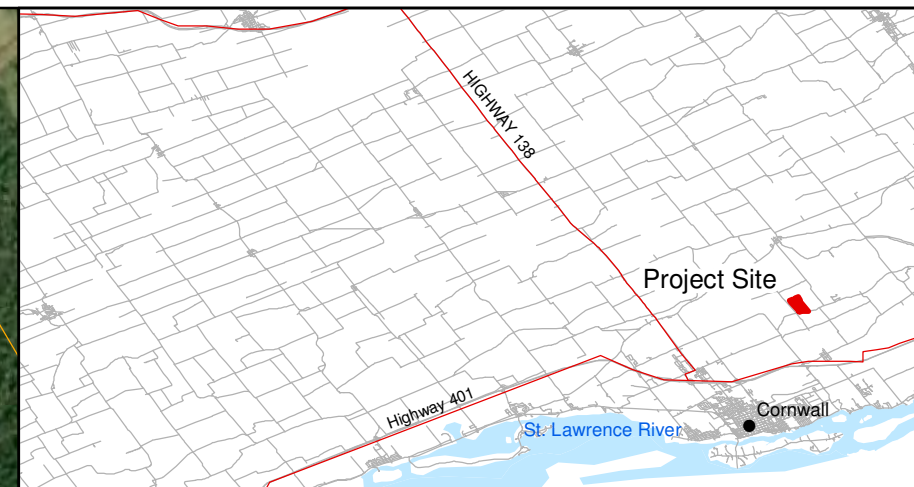 HIGHWAY 138
Project Site
Highway 401
Cornwall
St. Lawrence River